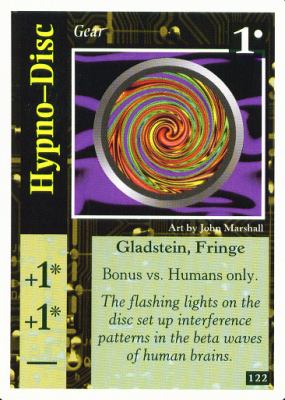 Hypno–Disc
Gear
1•
Art by John Marshall
+1*
+1*
—
Gladstein, Fringe
Bonus vs. Humans only.
The flashing lights on the
disc set up interference
patterns in the beta waves
of human brains.
122